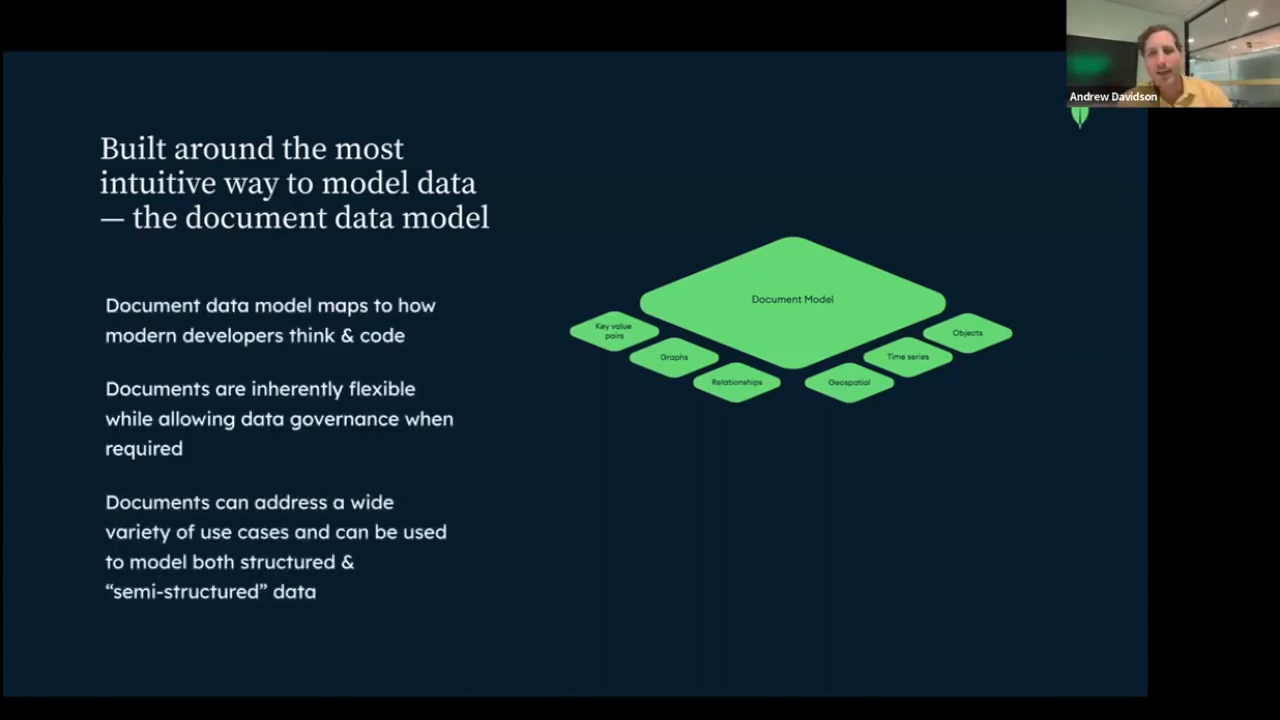 Andrew Davidson
Built around the most
intuitive way to model data
— the document data model
Document data model maps to how
modern developers think & code
Documents are inherently flexible
while allowing data governance when
required
Documents can address a wide
variety of use cases and can be used
to model both structured &
“semi-structured” data
Document Model
Key value
pairs
Graphs
Relationships
Geospatial
Time series
Objects